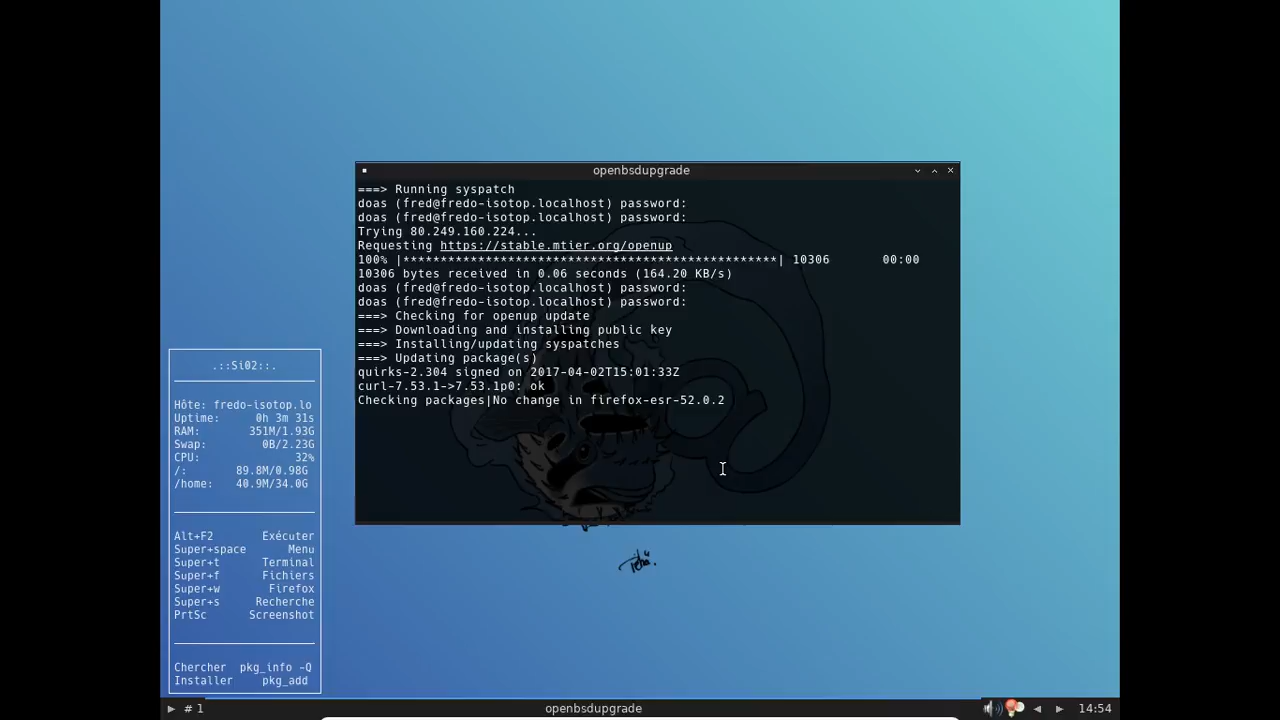 openbsdupgrade
===> Running syspatch
doas (fred@fredo-isotop.localhost) password:
doas (fred@fredo-isotop.localhost) password:
Trying 80.249.160.224...
Requesting https://stable.mtier.org/openup
100% |**************************************************| 10306       00:00
10306 bytes received in 0.06 seconds (164.20 KB/s)
doas (fred@fredo-isotop.localhost) password:
doas (fred@fredo-isotop.localhost) password:
===> Checking for openup update
===> Downloading and installing public key
===> Installing/updating syspatches
===> Updating package(s)
quirks-2.304 signed on 2017-04-02T15:01:33Z
curl-7.53.1->7.53.1p0: ok
Checking packages|No change in firefox-esr-52.0.2
.::Si02::.
Hôte: fredo-isotop.lo
Uptime: 0h 3m 31s
RAM: 351M/1.93G
Swap: 0B/2.23G
CPU: 32%
/: 89.8M/0.98G
/home: 40.9M/34.0G
Alt+F2 Exécuter
Super+space Menu
Super+t Terminal
Super+f Fichiers
Super+w Firefox
Super+s Recherche
PrtSc Screenshot
Chercher pkg_info -Q
Installer pkg_add
# 1 openbsdupgrade 14:54